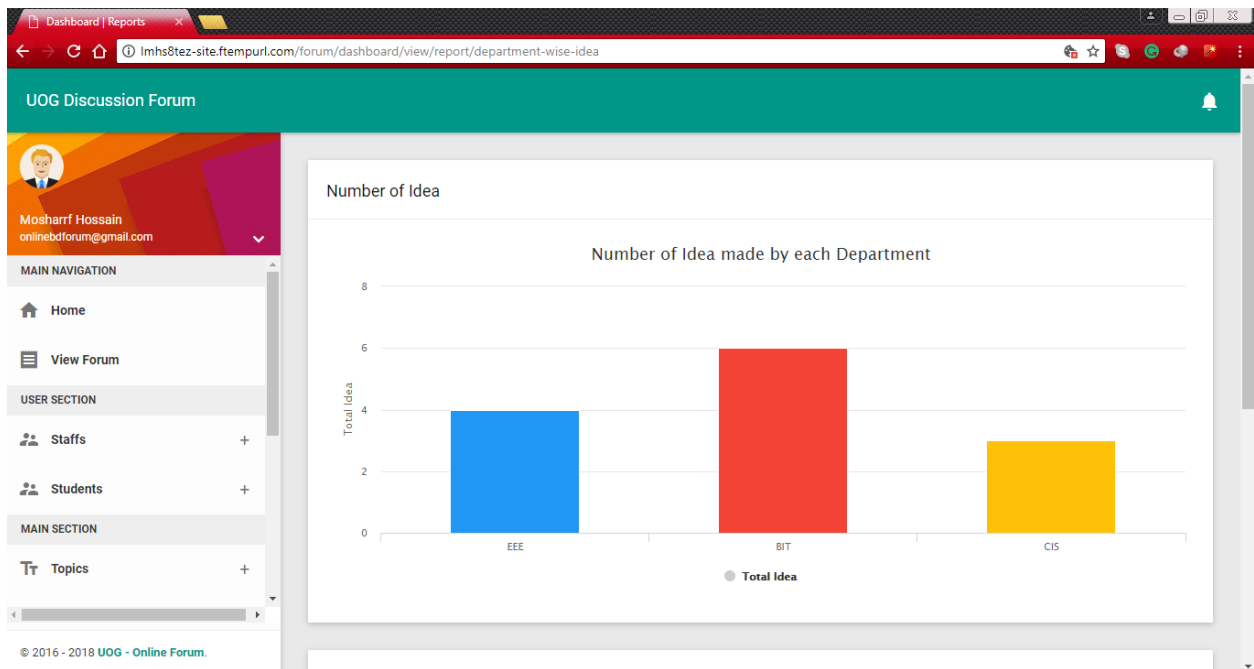 Dashboard | Reports
lmhs8tez-site.ftempurl.com/forum/dashboard/view/report/department-wise-idea
UOG Discussion Forum
Mosharrf Hossain
onlinebdforum@gmail.com
MAIN NAVIGATION
Home
View Forum
USER SECTION
Staffs +
Students +
MAIN SECTION
Topics +
© 2016 - 2018 UOG - Online Forum.
Number of Idea
Number of Idea made by each Department
Total Idea
8
6
4
2
0
EEE BIT CIS
Total Idea